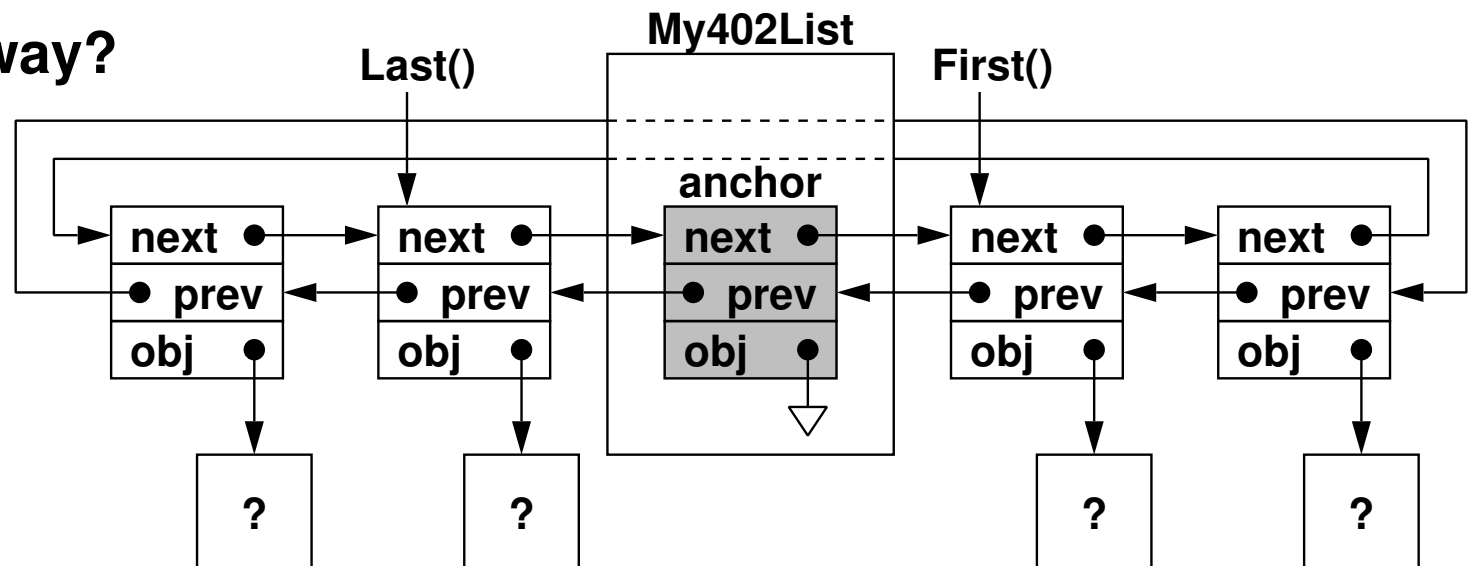 way?
My402List
Last()
First()
anchor
next next next next next
prev prev prev prev prev
obj obj obj obj obj
? ? ? ?